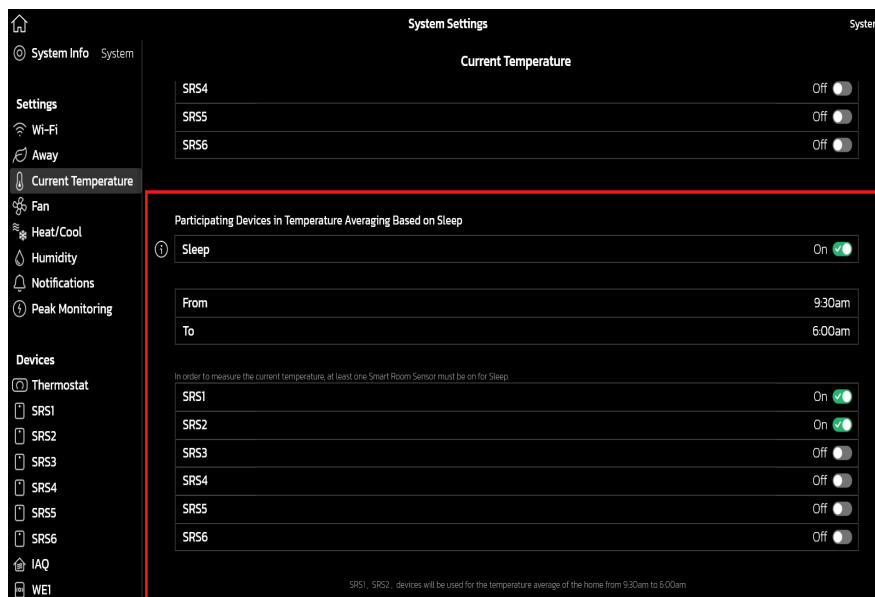 System Settings
System
System Info System
Current Temperature
SRS4 Off
Settings
SRS5 Off
Wi-Fi
SRS6 Off
Away
Current Temperature
Fan
Participating Devices in Temperature Averaging Based on Sleep
Heat/Cool
Sleep On
Humidity
Notifications
From 9:30am
Peak Monitoring
To 6:00am
Devices
In order to measure the current temperature, at least one Smart Room Sensor must be on for Sleep.
Thermostat
SRS1 On
SRS1
SRS2 On
SRS2
SRS3 Off
SRS3
SRS4 Off
SRS4
SRS5 Off
SRS5
SRS6 Off
SRS6
IAQ
SRS1, SRS2, devices will be used for the temperature average of the home from 9:30am to 6:00am
WE1